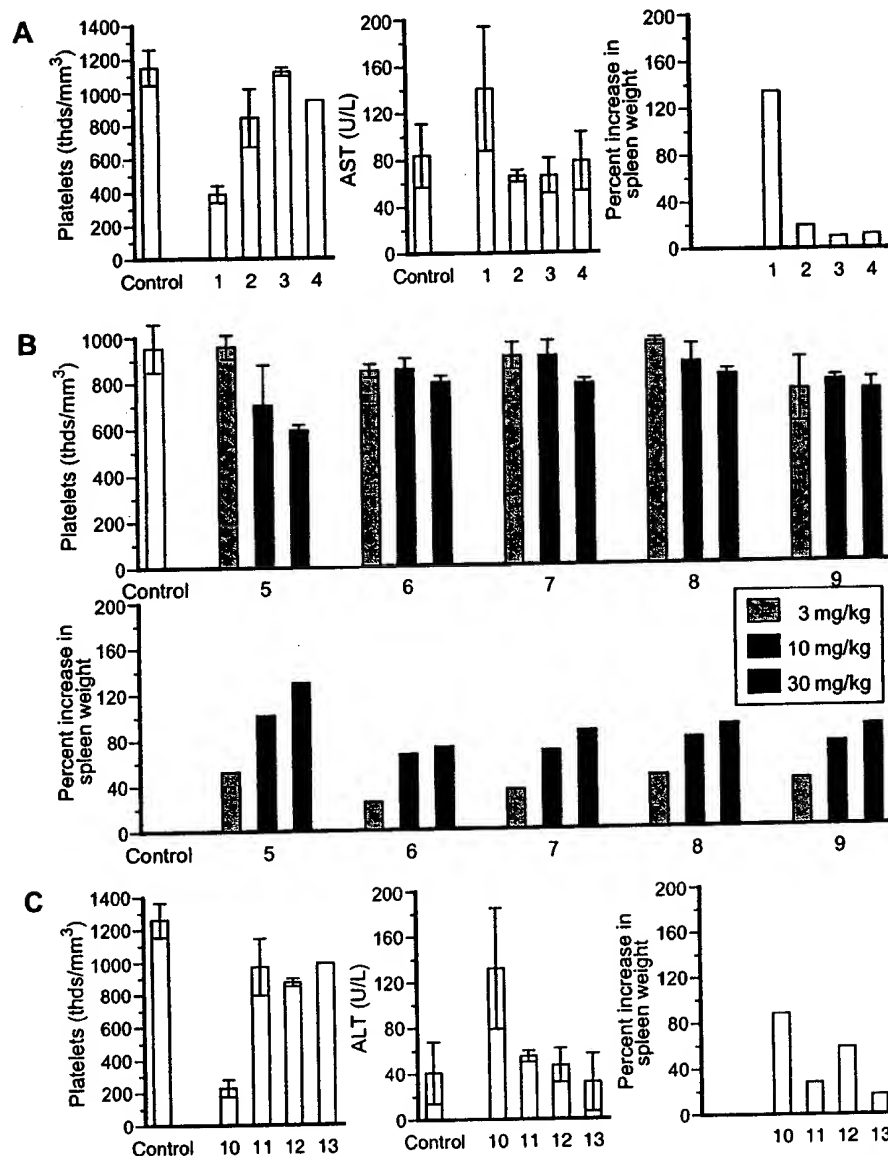 A
Platelets (thds/mm³)
1400
1200
1000
800
600
400
200
0
Control 1 2 3 4
AST (U/L)
200
160
120
80
40
0
Control 1 2 3 4
Percent increase in
spleen weight
200
160
120
80
40
0
1 2 3 4
B
Platelets (thds/mm³)
1000
800
600
400
200
0
Control 5 6 7 8 9
3 mg/kg
10 mg/kg
30 mg/kg
Percent increase in
spleen weight
200
160
120
80
40
0
Control 5 6 7 8 9
C
Platelets (thds/mm³)
1400
1200
1000
800
600
400
200
0
Control 10 11 12 13
ALT (U/L)
200
160
120
80
40
0
Control 10 11 12 13
Percent increase in
spleen weight
200
160
120
80
40
0
10 11 12 13